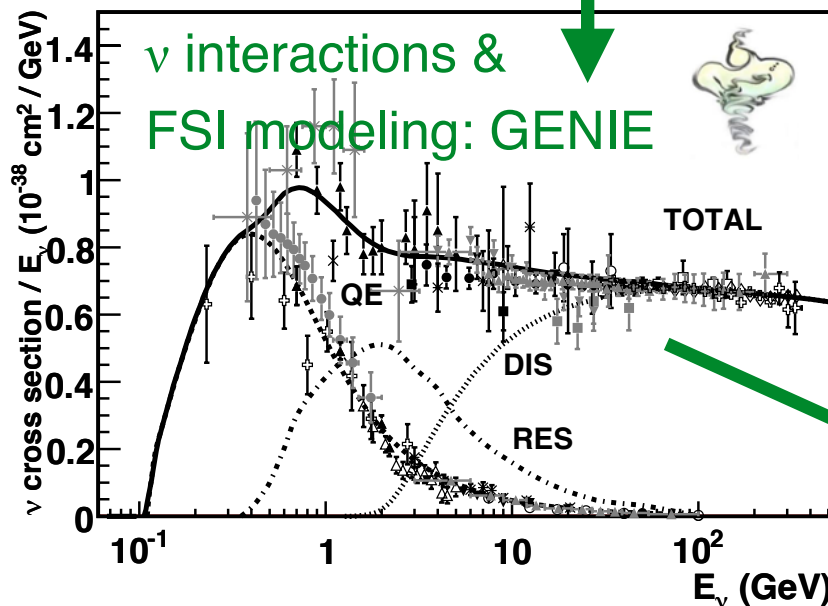 ν interactions &
FSI modeling: GENIE
ν cross section / Eν (10⁻³⁸ cm² / GeV)
1.4
1.2
1
0.8
0.6
0.4
0.2
0
TOTAL
QE
DIS
RES
10⁻¹
1
10
10²
Eν (GeV)